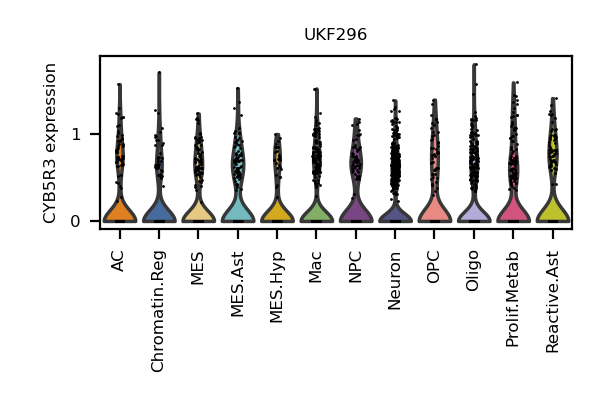 UKF296
CYB5R3 expression
1
0
AC
Chromatin.Reg
MES
MES.Ast
MES.Hyp
Mac
NPC
Neuron
OPC
Oligo
Prolif.Metab
Reactive.Ast